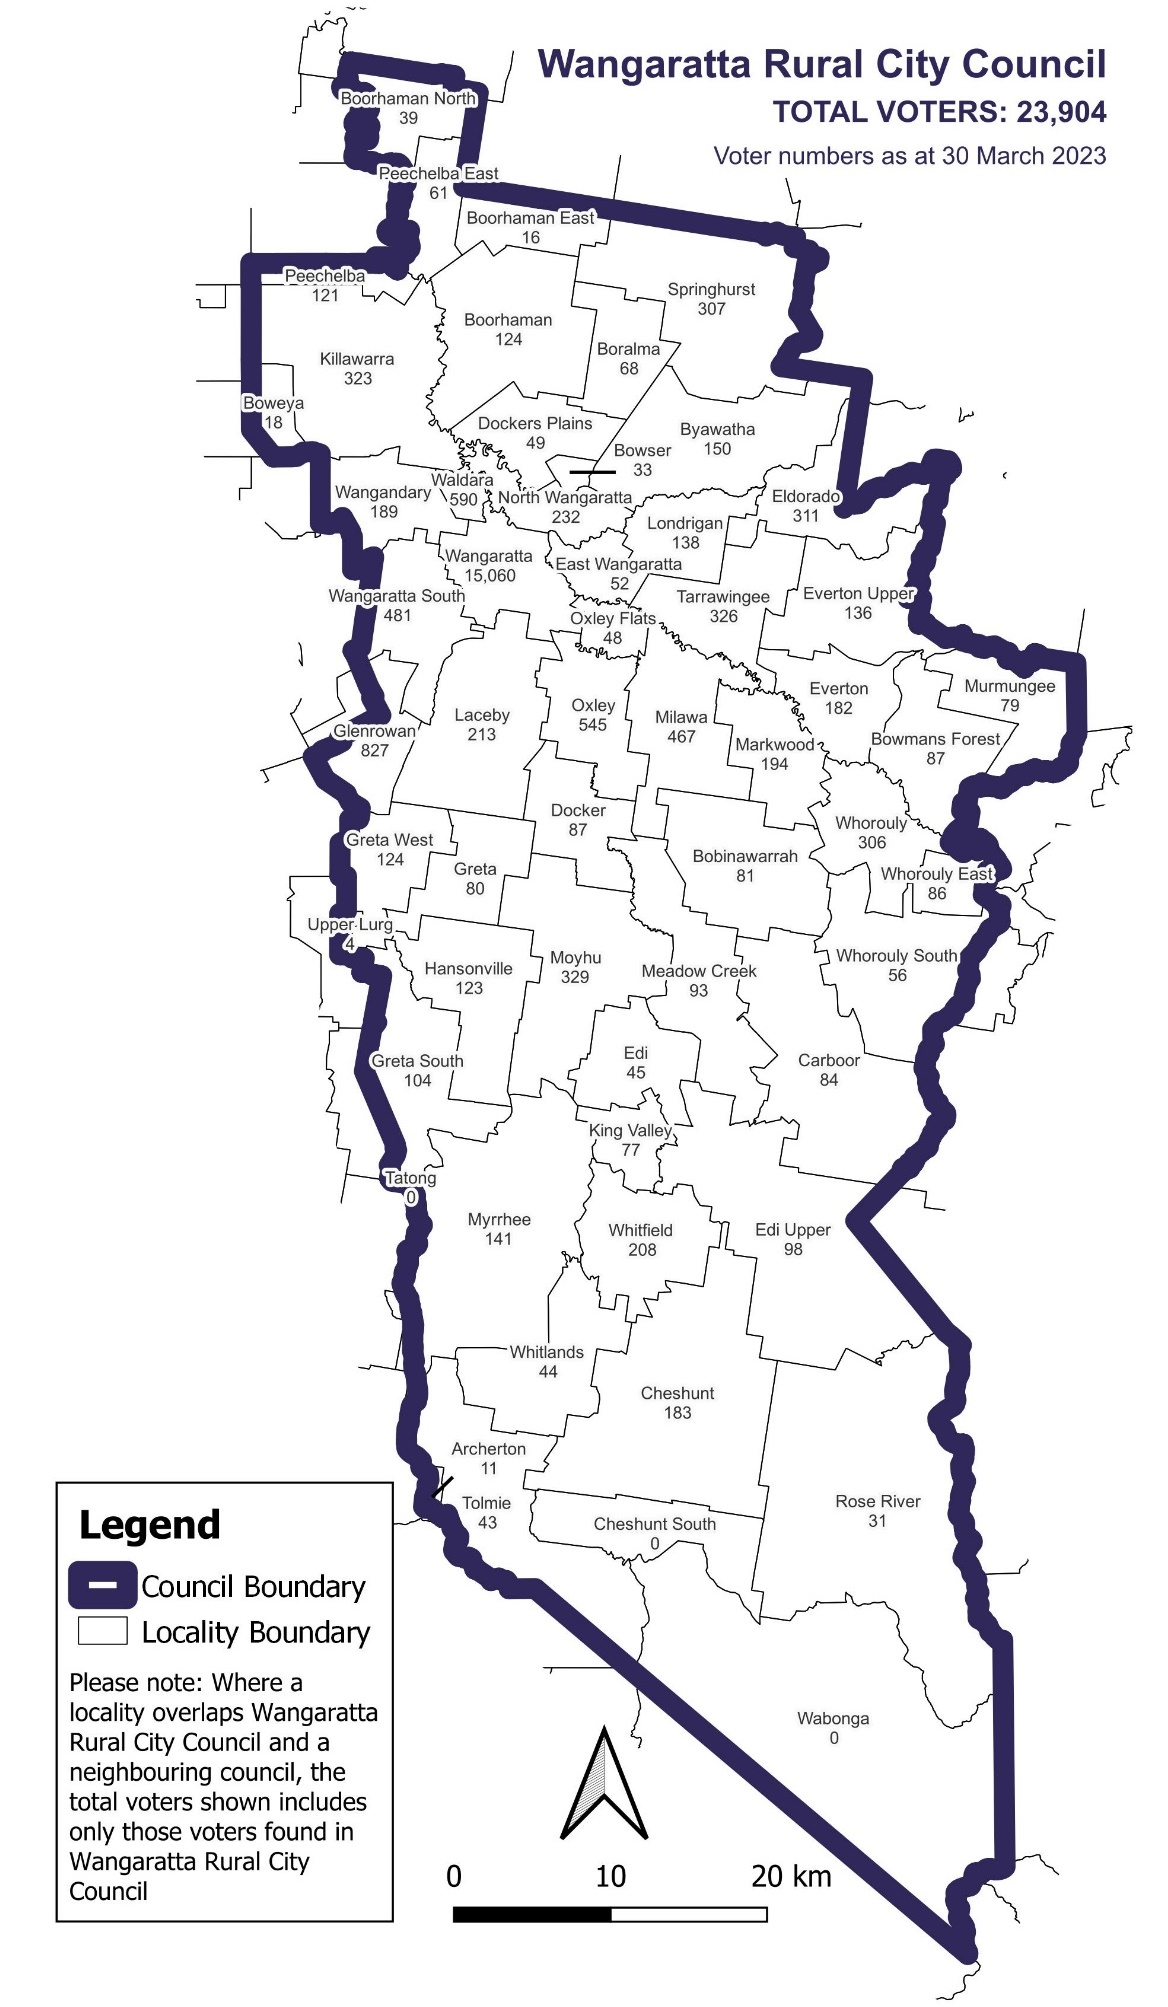 Wangaratta Rural City Council
TOTAL VOTERS: 23,904
Voter numbers as at 30 March 2023
Boorhaman North
39
Peechelba East
61
Boorhaman East
16
Peechelba
121
Springhurst
307
Boorhaman
124
Boralma
68
Killawarra
323
Boweya
18
Dockers Plains
49
Byawatha
150
Bowser
33
Waldara
590
Wangandary
189
North Wangaratta
232
Eldorado
311
Londrigan
138
Wangaratta
15,060
East Wangaratta
52
Wangaratta South
481
Tarrawingee
326
Everton Upper
136
Oxley Flats
48
Everton
182
Murmungee
79
Laceby
213
Oxley
545
Milawa
467
Glenrowan
827
Markwood
194
Bowmans Forest
87
Docker
87
Whorouly
306
Greta West
124
Greta
80
Bobinawarrah
81
Whorouly East
86
Upper Lurg
4
Hansonville
123
Moyhu
329
Meadow Creek
93
Whorouly South
56
Greta South
104
Edi
45
Carboor
84
King Valley
77
Tatong
0
Myrrhee
141
Whitfield
208
Edi Upper
98
Whitlands
44
Cheshunt
183
Archerton
11
Tolmie
43
Rose River
31
Cheshunt South
0
Wabonga
0
Legend
Council Boundary
Locality Boundary
Please note: Where a
locality overlaps Wangaratta
Rural City Council and a
neighbouring council, the
total voters shown includes
only those voters found in
Wangaratta Rural City
Council
0 10 20 km